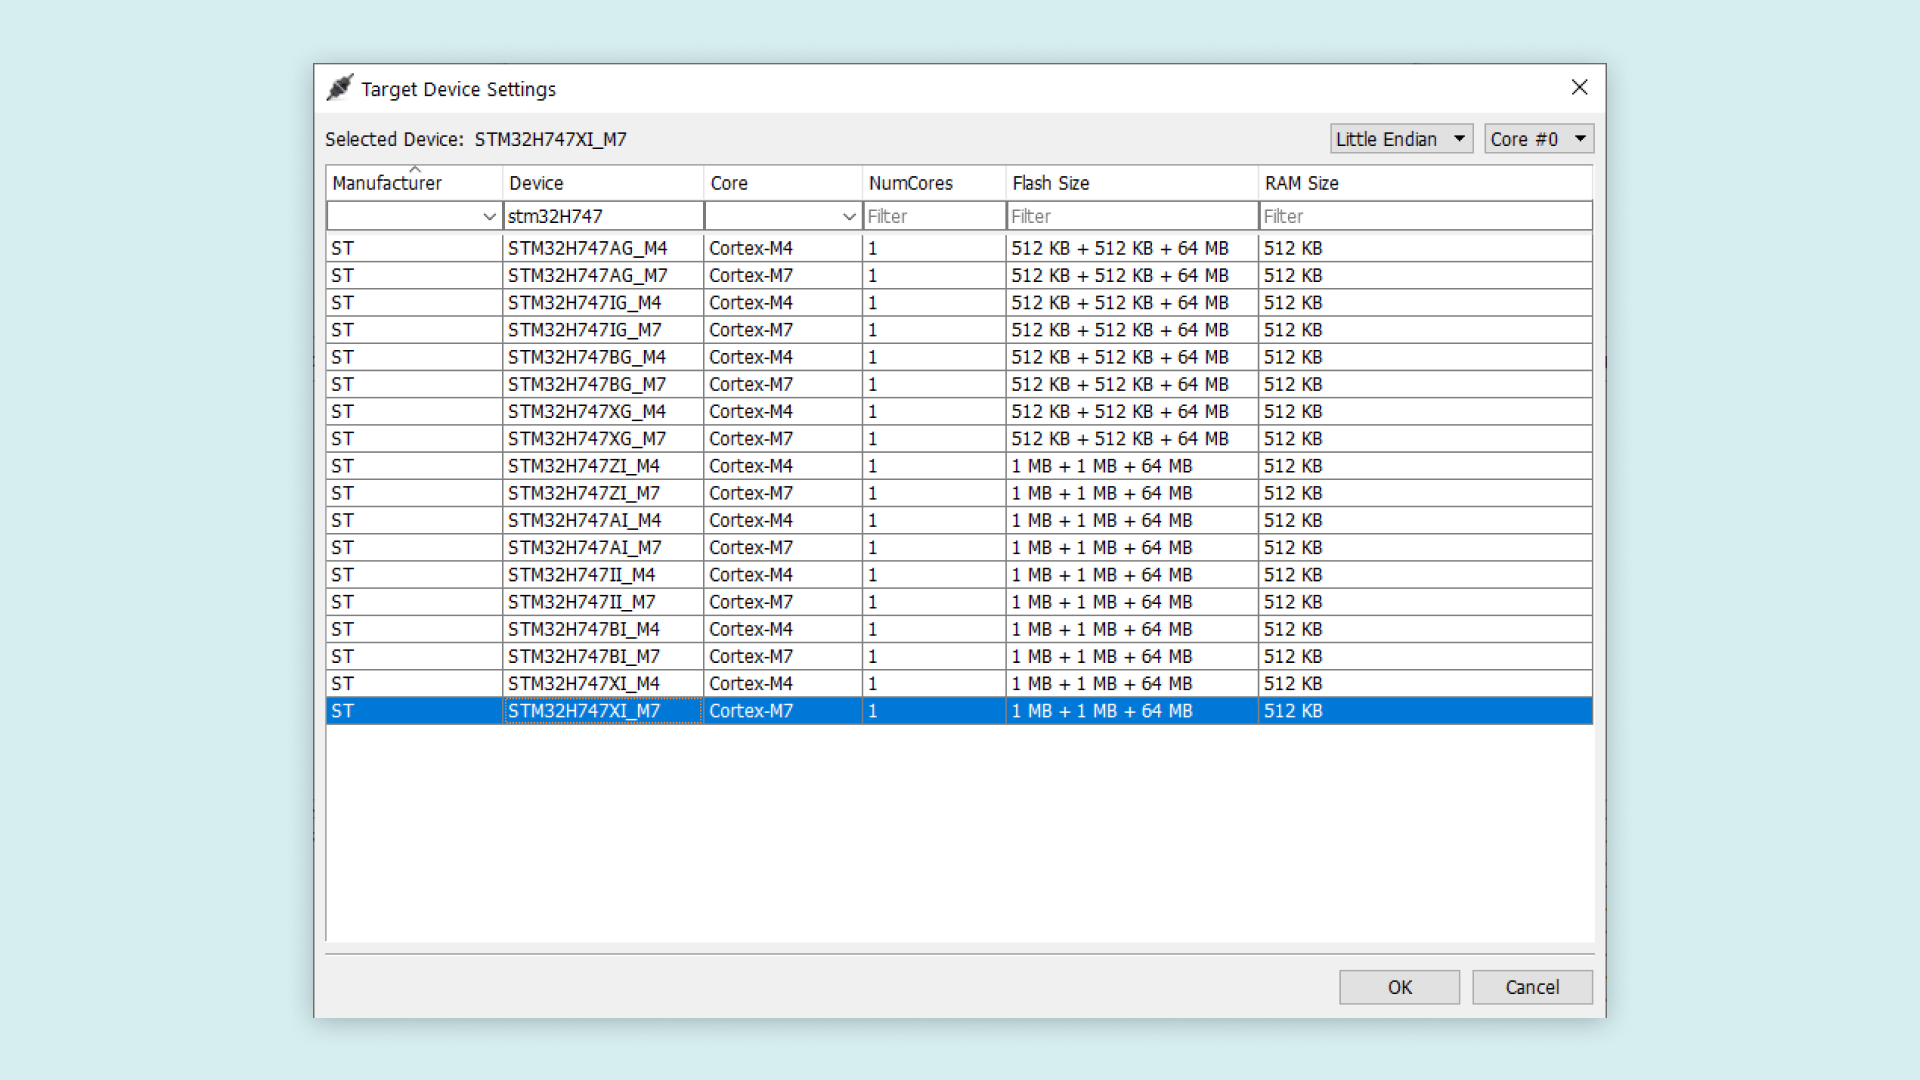 Target Device Settings
Selected Device: STM32H747XI_M7 Little Endian Core #0
Manufacturer Device Core NumCores Flash Size RAM Size
stm32H747 Filter Filter Filter
ST STM32H747AG_M4 Cortex-M4 1 512 KB + 512 KB + 64 MB 512 KB
ST STM32H747AG_M7 Cortex-M7 1 512 KB + 512 KB + 64 MB 512 KB
ST STM32H747IG_M4 Cortex-M4 1 512 KB + 512 KB + 64 MB 512 KB
ST STM32H747IG_M7 Cortex-M7 1 512 KB + 512 KB + 64 MB 512 KB
ST STM32H747BG_M4 Cortex-M4 1 512 KB + 512 KB + 64 MB 512 KB
ST STM32H747BG_M7 Cortex-M7 1 512 KB + 512 KB + 64 MB 512 KB
ST STM32H747XG_M4 Cortex-M4 1 512 KB + 512 KB + 64 MB 512 KB
ST STM32H747XG_M7 Cortex-M7 1 512 KB + 512 KB + 64 MB 512 KB
ST STM32H747ZI_M4 Cortex-M4 1 1 MB + 1 MB + 64 MB 512 KB
ST STM32H747ZI_M7 Cortex-M7 1 1 MB + 1 MB + 64 MB 512 KB
ST STM32H747AI_M4 Cortex-M4 1 1 MB + 1 MB + 64 MB 512 KB
ST STM32H747AI_M7 Cortex-M7 1 1 MB + 1 MB + 64 MB 512 KB
ST STM32H747II_M4 Cortex-M4 1 1 MB + 1 MB + 64 MB 512 KB
ST STM32H747II_M7 Cortex-M7 1 1 MB + 1 MB + 64 MB 512 KB
ST STM32H747BI_M4 Cortex-M4 1 1 MB + 1 MB + 64 MB 512 KB
ST STM32H747BI_M7 Cortex-M7 1 1 MB + 1 MB + 64 MB 512 KB
ST STM32H747XI_M4 Cortex-M4 1 1 MB + 1 MB + 64 MB 512 KB
ST STM32H747XI_M7 Cortex-M7 1 1 MB + 1 MB + 64 MB 512 KB
OK Cancel